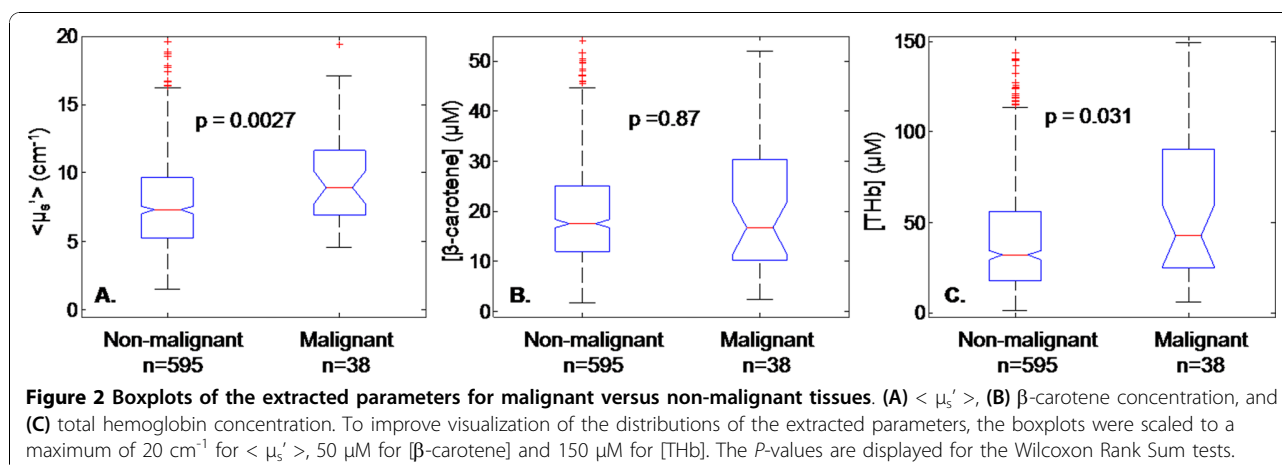 20
15
10
5
0
<μs'> (cm-1)
p = 0.0027
A.
Non-malignant
n=595
Malignant
n=38
50
40
30
20
10
0
[β-carotene] (μM)
p =0.87
B.
Non-malignant
n=595
Malignant
n=38
150
100
50
0
[THb] (μM)
p = 0.031
C.
Non-malignant
n=595
Malignant
n=38
Figure 2 Boxplots of the extracted parameters for malignant versus non-malignant tissues. (A) < μs' >, (B) β-carotene concentration, and
(C) total hemoglobin concentration. To improve visualization of the distributions of the extracted parameters, the boxplots were scaled to a
maximum of 20 cm-1 for < μs' >, 50 μM for [β-carotene] and 150 μM for [THb]. The P-values are displayed for the Wilcoxon Rank Sum tests.